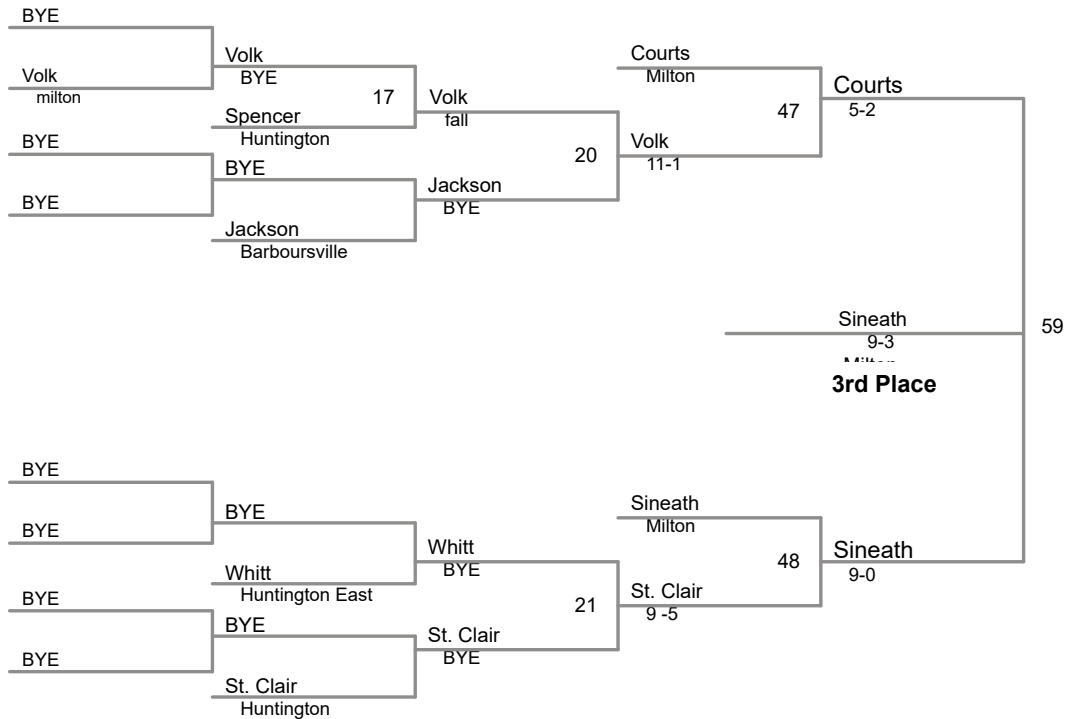 BYE
Volk
milton
BYE
BYE
Volk
BYE
17
Spencer
Huntington
BYE
Jackson
Barboursville
Volk
fall
20
Jackson
BYE
Courts
Milton
47
Volk
11-1
Courts
5-2
Sineath
9-3
Milton
3rd Place
59
BYE
BYE
BYE
BYE
BYE
Whitt
Huntington East
BYE
St. Clair
Huntington
Whitt
BYE
21
St. Clair
BYE
Sineath
Milton
48
St. Clair
9 -5
Sineath
9-0